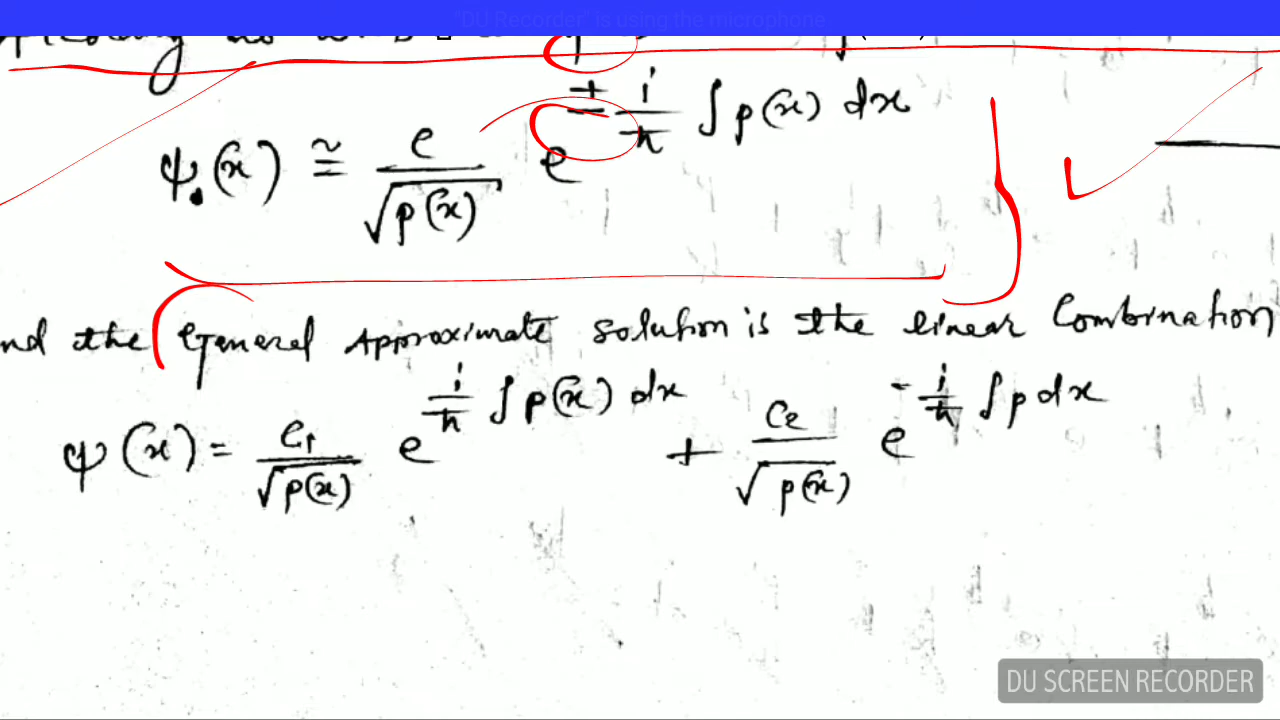 "DU Recorder" is using the microphone
± i/ħ ∫ p(x) dx
ψ(x) ≅ c/√p(x) e
nd the General Approximate solution is the linear Combination
i/ħ ∫ p(x) dx - i/ħ ∫ p dx
ψ(x) = c₁/√p(x) e + c₂/√p(x) e
DU SCREEN RECORDER